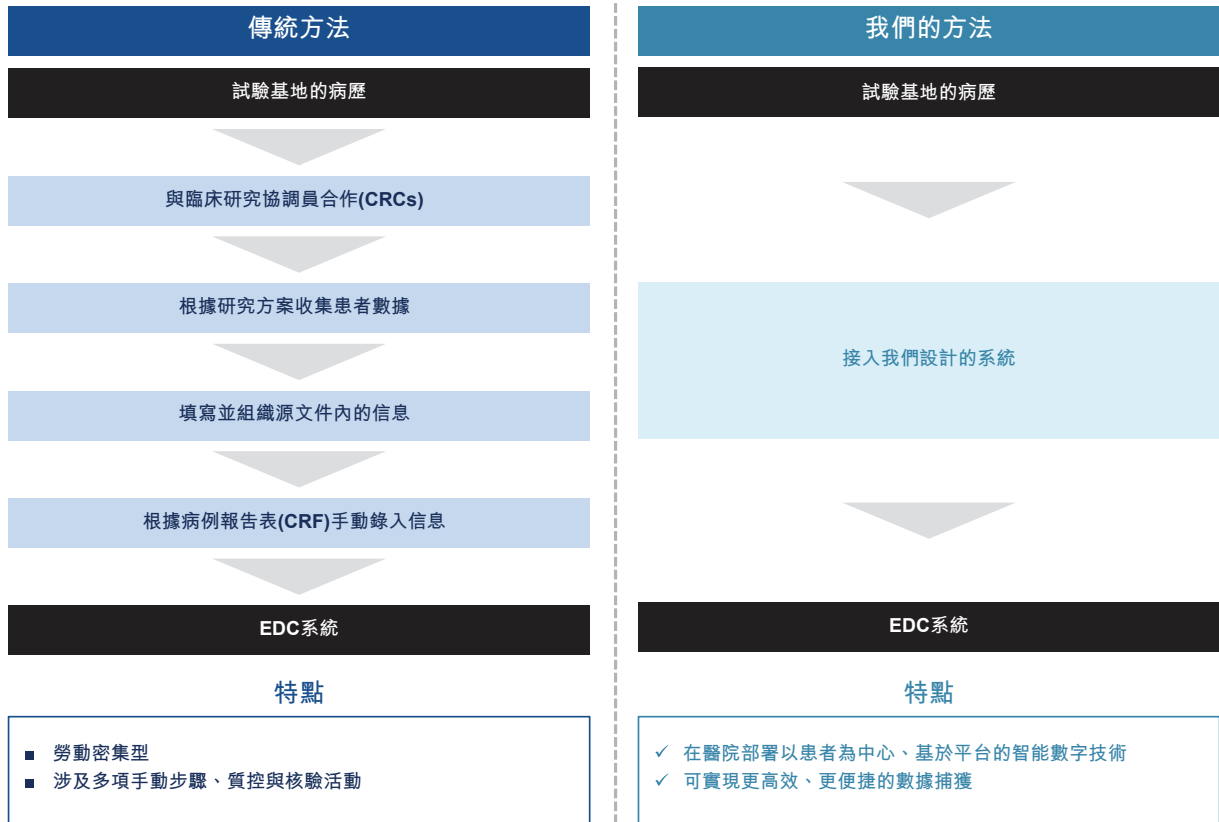 傳統方法
試驗基地的病歷
與臨床研究協調員合作(CRCs)
根據研究方案收集患者數據
填寫並組織源文件內的信息
根據病例報告表(CRF)手動錄入信息
EDC系統
特點
■ 勞動密集型
■ 涉及多項手動步驟、質控與核驗活動
我們的方法
試驗基地的病歷
接入我們設計的系統
EDC系統
特點
✓ 在醫院部署以患者為中心、基於平台的智能數字技術
✓ 可實現更高效、更便捷的數據捕獲